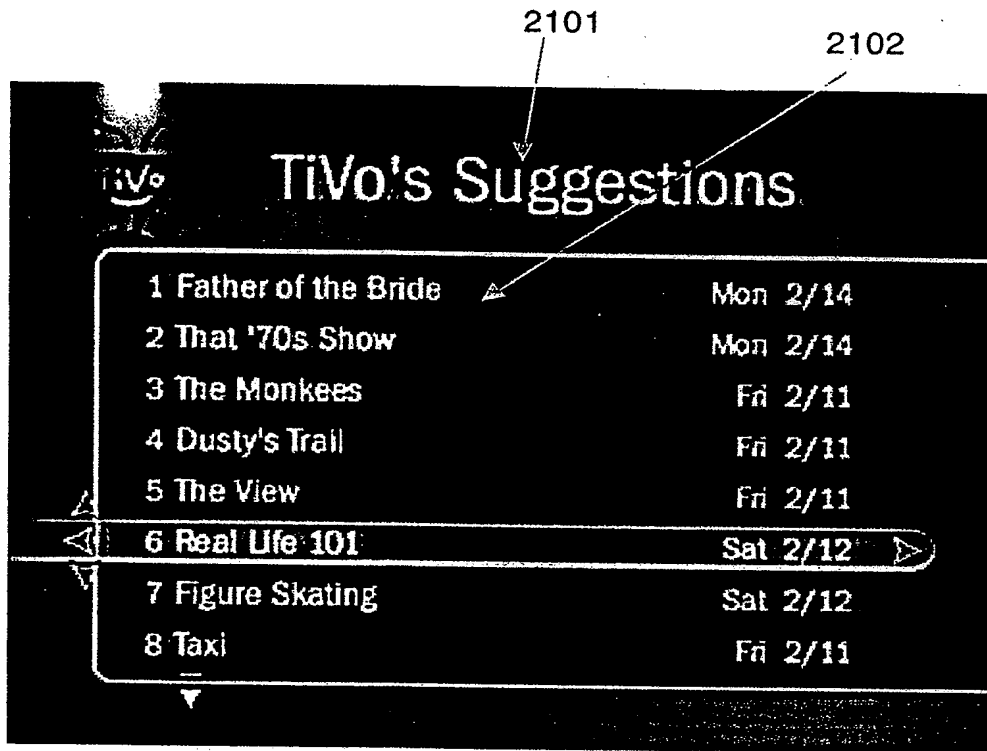 2101
2102
TiVo
TiVo's Suggestions
1 Father of the Bride Mon 2/14
2 That '70s Show Mon 2/14
3 The Monkees Fri 2/11
4 Dusty's Trail Fri 2/11
5 The View Fri 2/11
6 Real Life 101 Sat 2/12
7 Figure Skating Sat 2/12
8 Taxi Fri 2/11